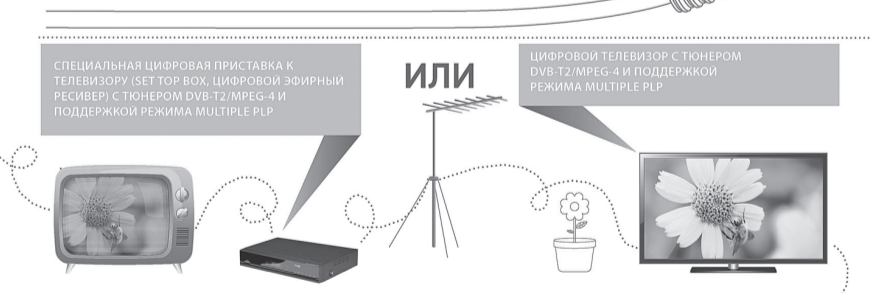 СПЕЦИАЛЬНАЯ ЦИФРОВАЯ ПРИСТАВКА К
ТЕЛЕВИЗОРУ (SET TOP BOX, ЦИФРОВОЙ ЭФИРНЫЙ
РЕСИВЕР) С ТЮНЕРОМ DVB-T2/MPEG-4 И
ПОДДЕРЖКОЙ РЕЖИМА MULTIPLE PLP
ИЛИ
ЦИФРОВОЙ ТЕЛЕВИЗОР С ТЮНЕРОМ
DVB-T2/MPEG-4 И ПОДДЕРЖКОЙ
РЕЖИМА MULTIPLE PLP